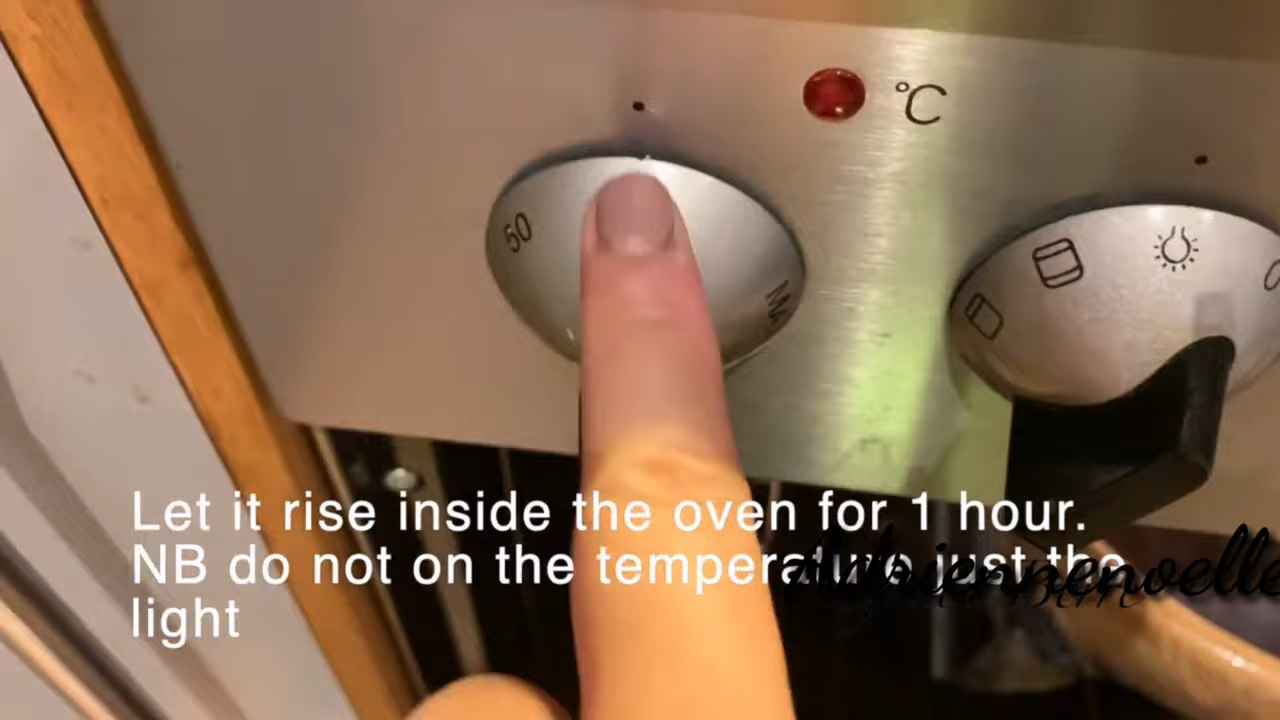 °C
50
Let it rise inside the oven for 1 hour.
NB do not on the temperature just the
light